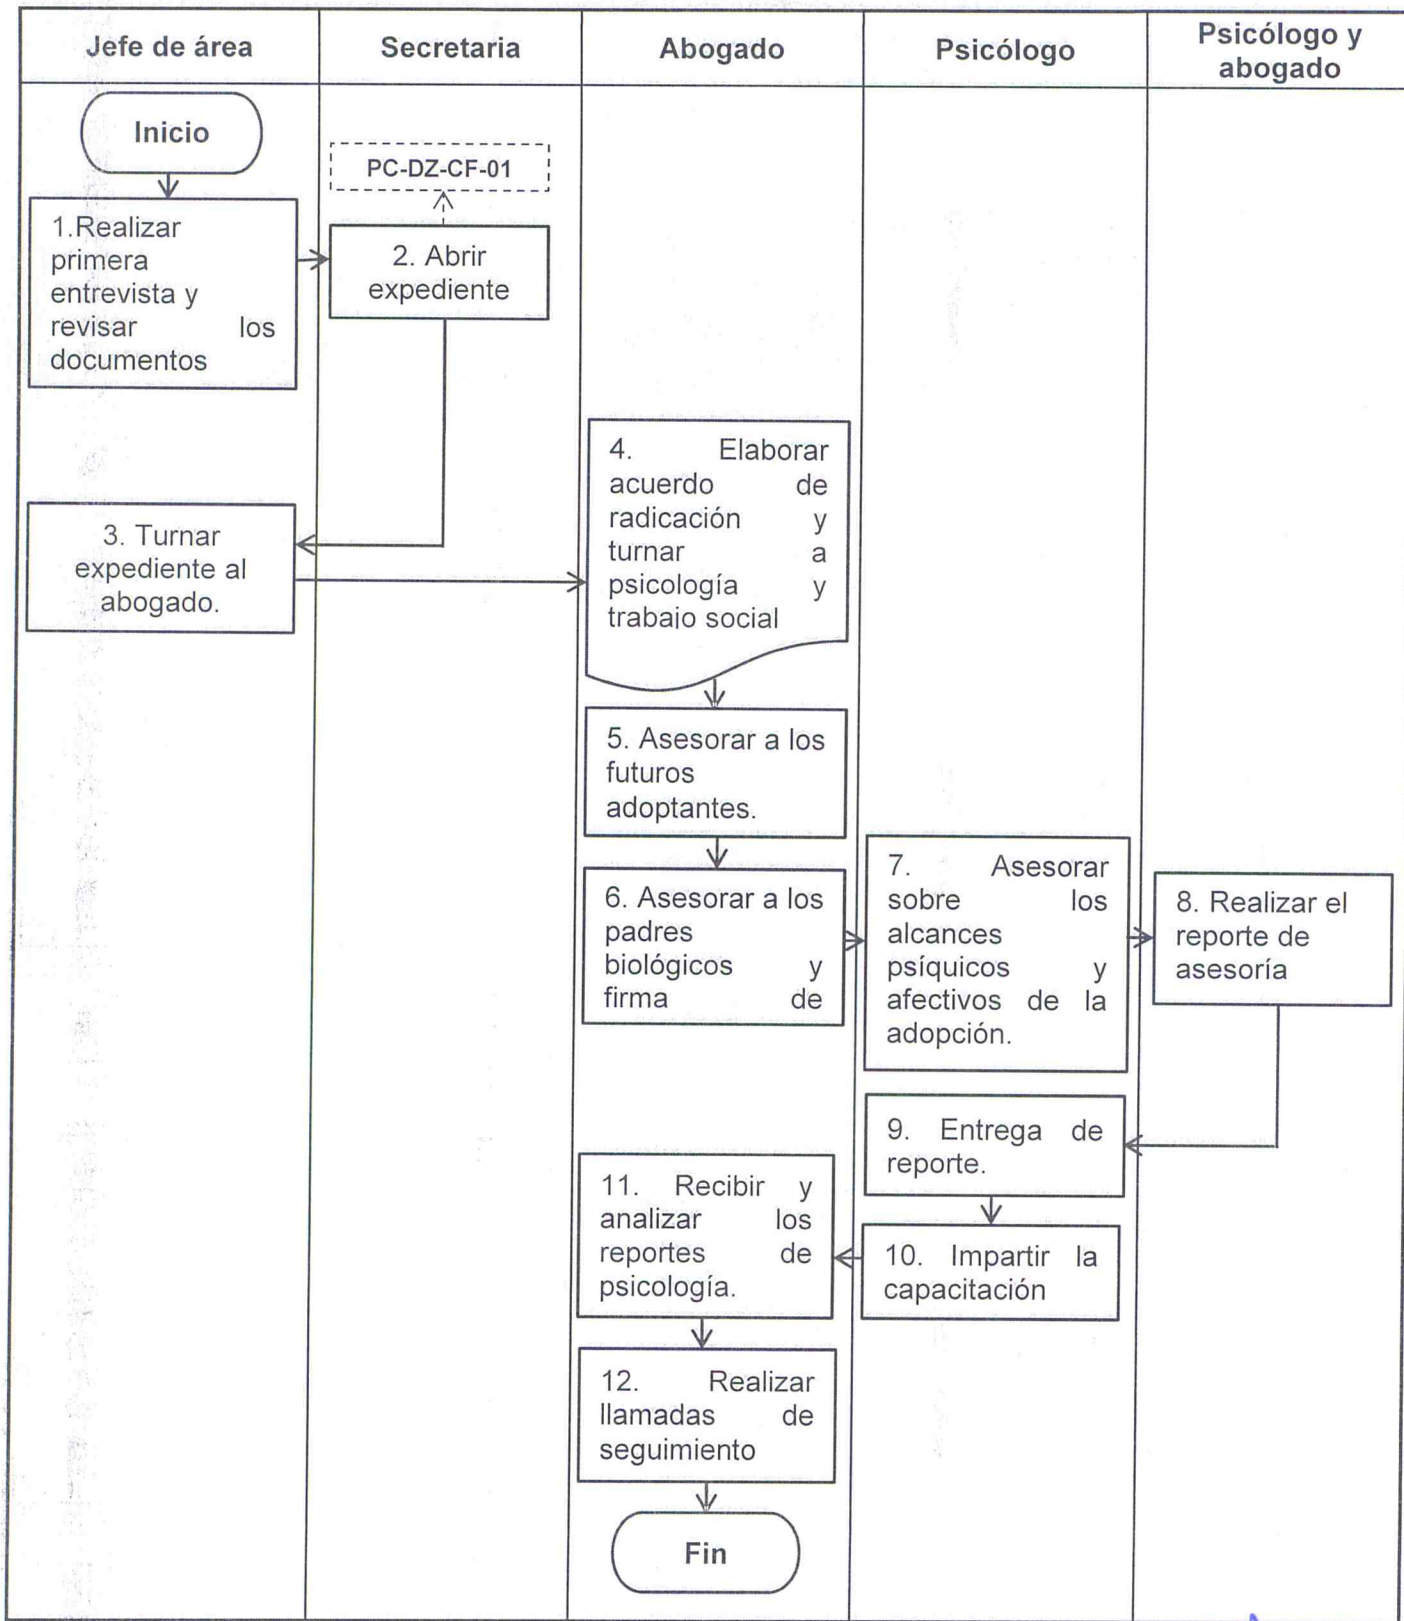 Jefe de área
Secretaria
Abogado
Psicólogo
Psicólogo y
abogado
Inicio
PC-DZ-CF-01
1.Realizar
primera
entrevista y
revisar los
documentos
2. Abrir
expediente
3. Turnar
expediente al
abogado.
4. Elaborar
acuerdo de
radicación y
turnar a
psicología y
trabajo social
5. Asesorar a los
futuros
adoptantes.
6. Asesorar a los
padres
biológicos y
firma de
7. Asesorar
sobre los
alcances
psíquicos y
afectivos de la
adopción.
8. Realizar el
reporte de
asesoría
9. Entrega de
reporte.
10. Impartir la
capacitación
11. Recibir y
analizar los
reportes de
psicología.
12. Realizar
llamadas de
seguimiento
Fin